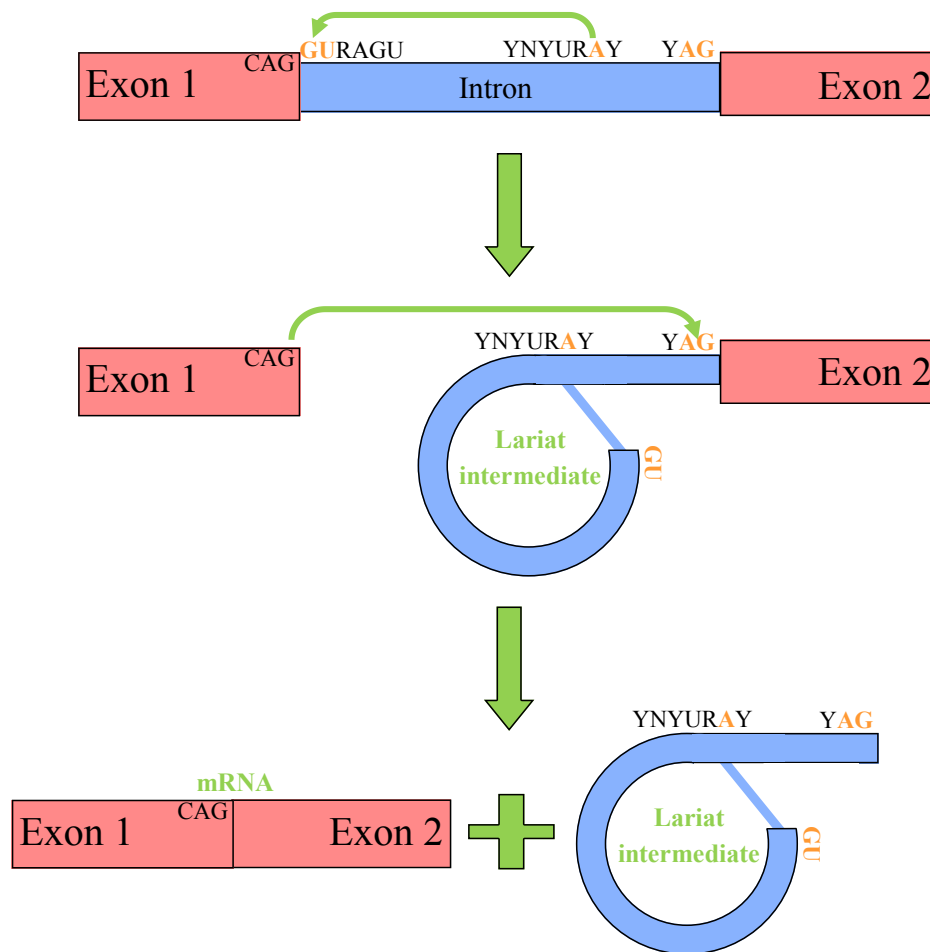 Exon 1 CAG GURAGU YNYURAY YAG
Intron Exon 2
Exon 1 CAG YNYURAY YAG Exon 2
Lariat
intermediate
GU
YNYURAY YAG
mRNA
Exon 1 CAG Exon 2
Lariat
intermediate
GU